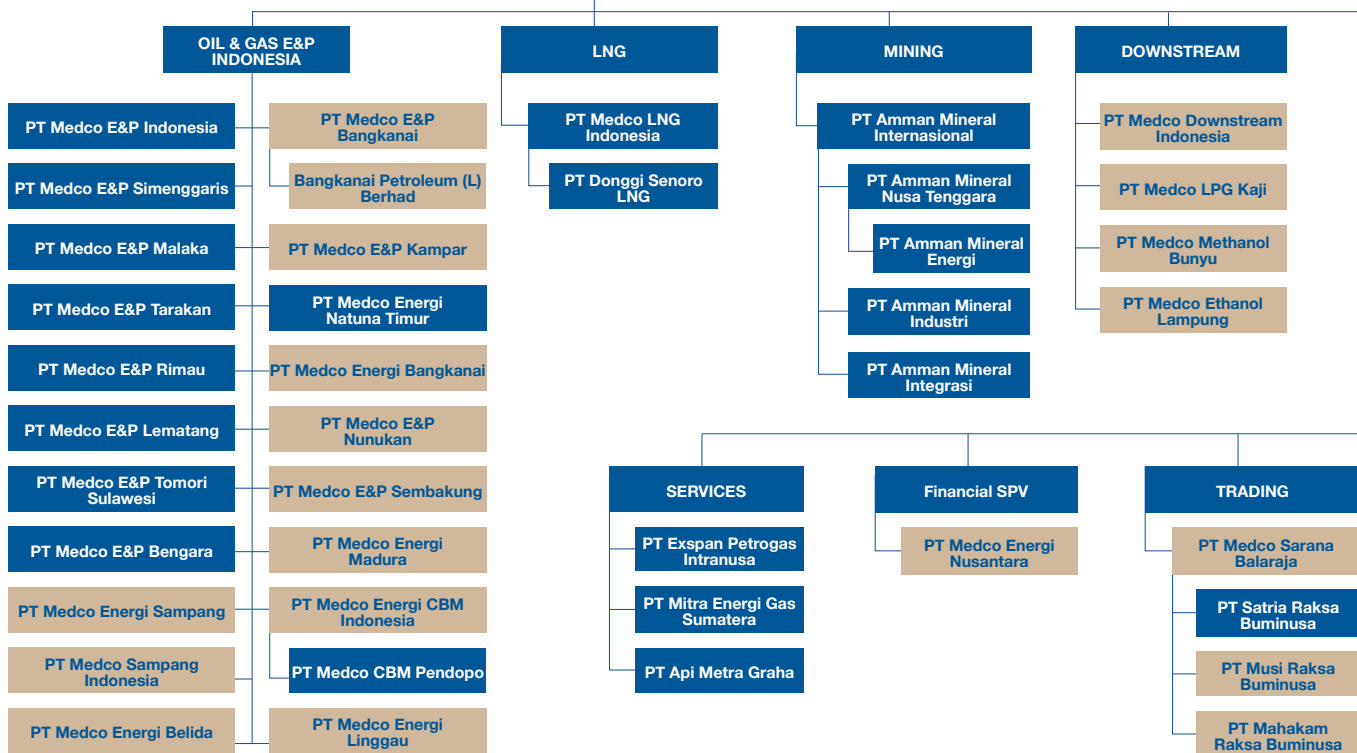 OIL & GAS E&P
INDONESIA
PT Medco E&P Indonesia
PT Medco E&P Simenggaris
PT Medco E&P Malaka
PT Medco E&P Tarakan
PT Medco E&P Rimau
PT Medco E&P Lematang
PT Medco E&P Tomori
Sulawesi
PT Medco E&P Bengara
PT Medco Energi Sampang
PT Medco Sampang
Indonesia
PT Medco Energi Belida
PT Medco E&P
Bangkanai
Bangkanai Petroleum (L)
Berhad
PT Medco E&P Kampar
PT Medco Energi
Natuna Timur
PT Medco Energi Bangkanai
PT Medco E&P
Nunukan
PT Medco E&P Sembakung
PT Medco Energi
Madura
PT Medco Energi CBM
Indonesia
PT Medco CBM Pendopo
PT Medco Energi
Linggau
LNG
PT Medco LNG
Indonesia
PT Donggi Senoro
LNG
MINING
PT Amman Mineral
Internasional
PT Amman Mineral
Nusa Tenggara
PT Amman Mineral
Energi
PT Amman Mineral
Industri
PT Amman Mineral
Integrasi
DOWNSTREAM
PT Medco Downstream
Indonesia
PT Medco LPG Kaji
PT Medco Methanol
Bunyu
PT Medco Ethanol
Lampung
SERVICES
PT Exspan Petrogas
Intranusa
PT Mitra Energi Gas
Sumatera
PT Api Metra Graha
Financial SPV
PT Medco Energi
Nusantara
TRADING
PT Medco Sarana
Balaraja
PT Satria Raksa
Buminusa
PT Musi Raksa
Buminusa
PT Mahakam
Raksa Buminusa